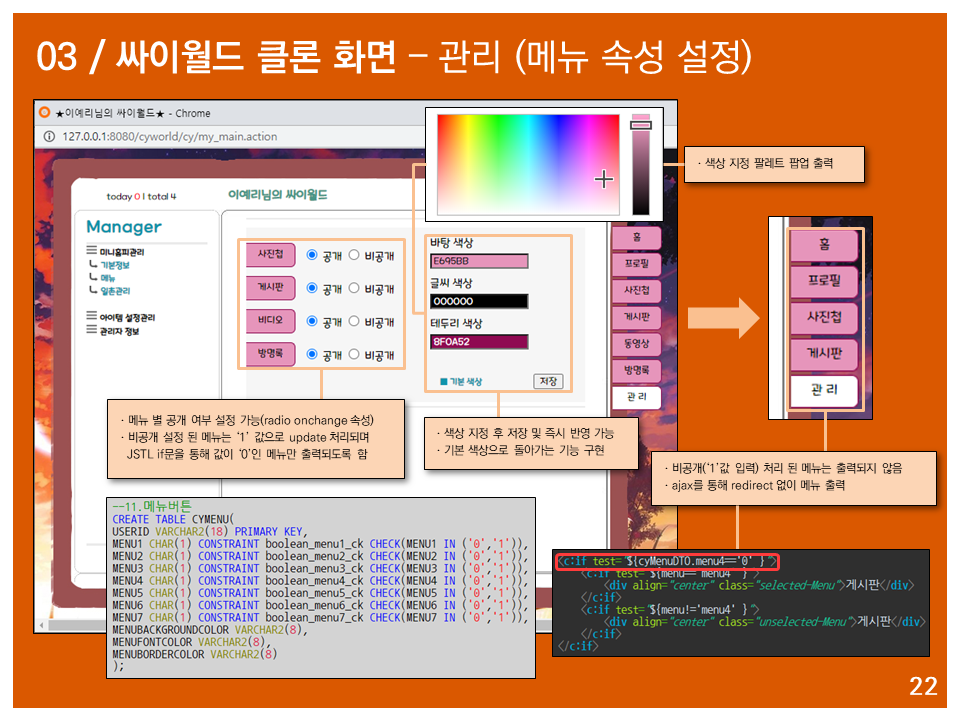 03 / 싸이월드 클론 화면 – 관리 (메뉴 속성 설정)
★이예리님의 싸이월드★ - Chrome
127.0.0.1:8080/cyworld/cy/my_main.action
· 색상 지정 팔레트 팝업 출력
today 0 l total 4
이예리님의 싸이월드
Manager
미니홈피관리
기본정보
메뉴
일촌관리
아이템 설정관리
관리자 정보
사진첩 공개 비공개
게시판 공개 비공개
비디오 공개 비공개
방명록 공개 비공개
바탕 색상
E695BB
글씨 색상
000000
테두리 색상
8F0A52
■ 기본 색상 저장
홈
프로필
사진첩
게시판
동영상
방명록
관 리
홈
프로필
사진첩
게시판
관 리
· 메뉴 별 공개 여부 설정 가능(radio onchange 속성)
· 비공개 설정 된 메뉴는 '1' 값으로 update 처리되며
JSTL if문을 통해 값이 '0'인 메뉴만 출력되도록 함
· 색상 지정 후 저장 및 즉시 반영 가능
· 기본 색상으로 돌아가는 기능 구현
· 비공개('1'값 입력) 처리 된 메뉴는 출력되지 않음
· ajax를 통해 redirect 없이 메뉴 출력
--11.메뉴버튼
CREATE TABLE CYMENU(
USERID VARCHAR2(18) PRIMARY KEY,
MENU1 CHAR(1) CONSTRAINT boolean_menu1_ck CHECK(MENU1 IN ('0','1')),
MENU2 CHAR(1) CONSTRAINT boolean_menu2_ck CHECK(MENU2 IN ('0','1')),
MENU3 CHAR(1) CONSTRAINT boolean_menu3_ck CHECK(MENU3 IN ('0','1')),
MENU4 CHAR(1) CONSTRAINT boolean_menu4_ck CHECK(MENU4 IN ('0','1')),
MENU5 CHAR(1) CONSTRAINT boolean_menu5_ck CHECK(MENU5 IN ('0','1')),
MENU6 CHAR(1) CONSTRAINT boolean_menu6_ck CHECK(MENU6 IN ('0','1')),
MENU7 CHAR(1) CONSTRAINT boolean_menu7_ck CHECK(MENU7 IN ('0','1')),
MENUBACKGROUNDCOLOR VARCHAR2(8),
MENUFONTCOLOR VARCHAR2(8),
MENUBORDERCOLOR VARCHAR2(8)
);
<c:if test="${cyMenuDTO.menu4=='0' }">
<c:if test="${menu=='menu4' }">
<div align="center" class="selected-Menu">게시판</div>
</c:if>
<c:if test="${menu!='menu4' }">
<div align="center" class="unselected-Menu">게시판</div>
</c:if>
</c:if>
22